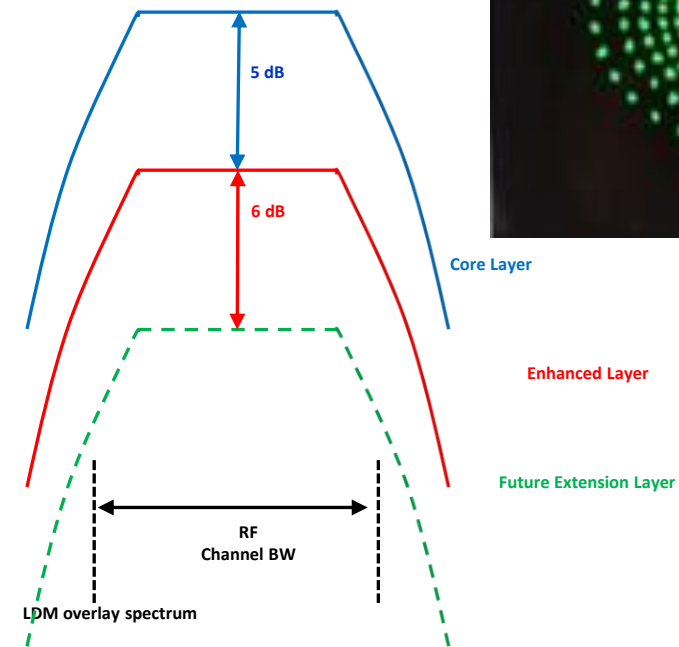 5 dB
6 dB
Core Layer
Enhanced Layer
Future Extension Layer
RF
Channel BW
LDM overlay spectrum